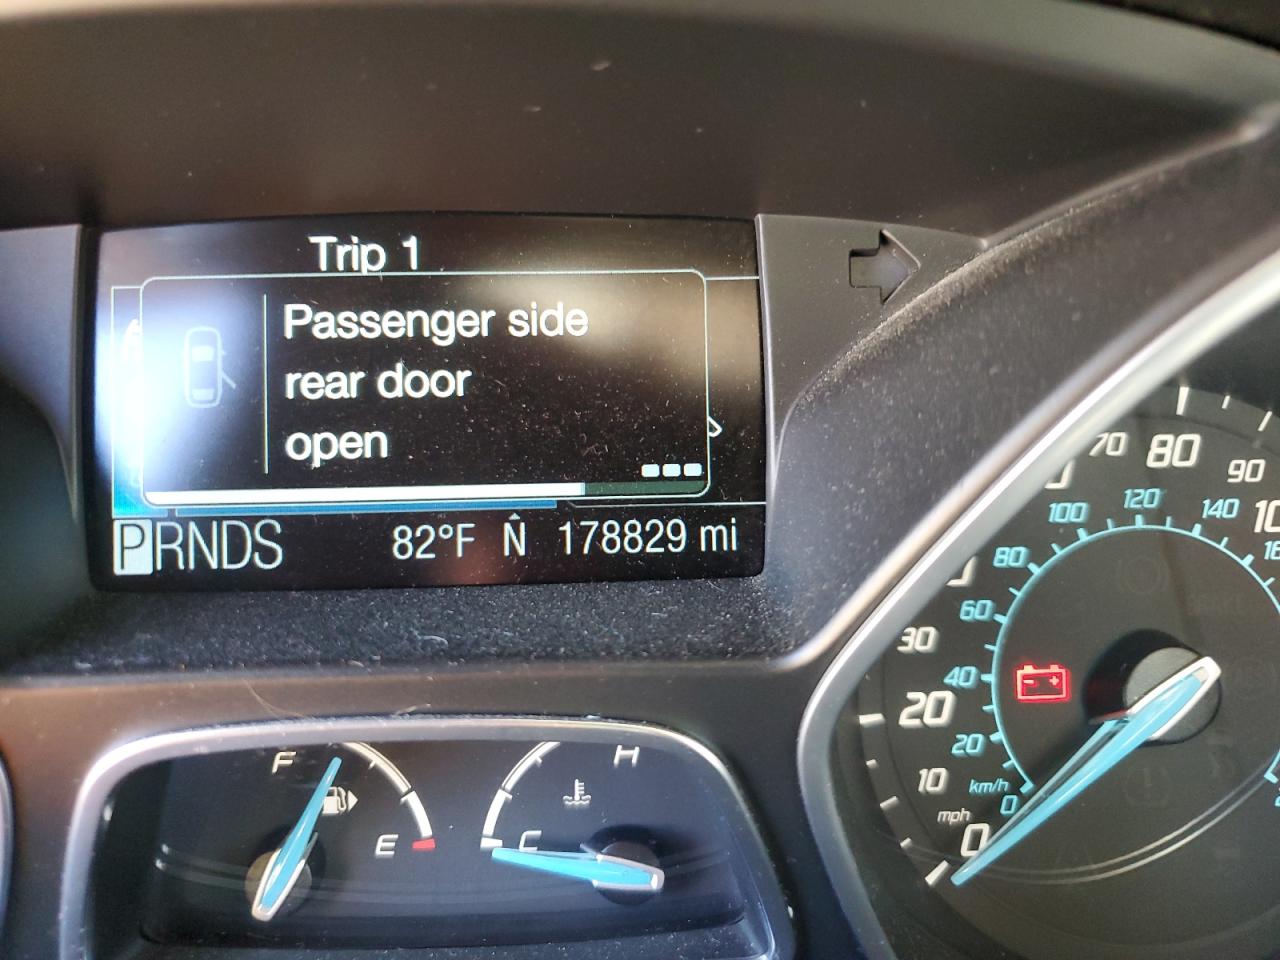 Trip 1
Passenger side
rear door
open
PRNDS 82°F N 178829 mi
F
E
H
C
10
20
30
70
80
90
mph
0
km/h
0
20
40
60
80
100
120
140
- +